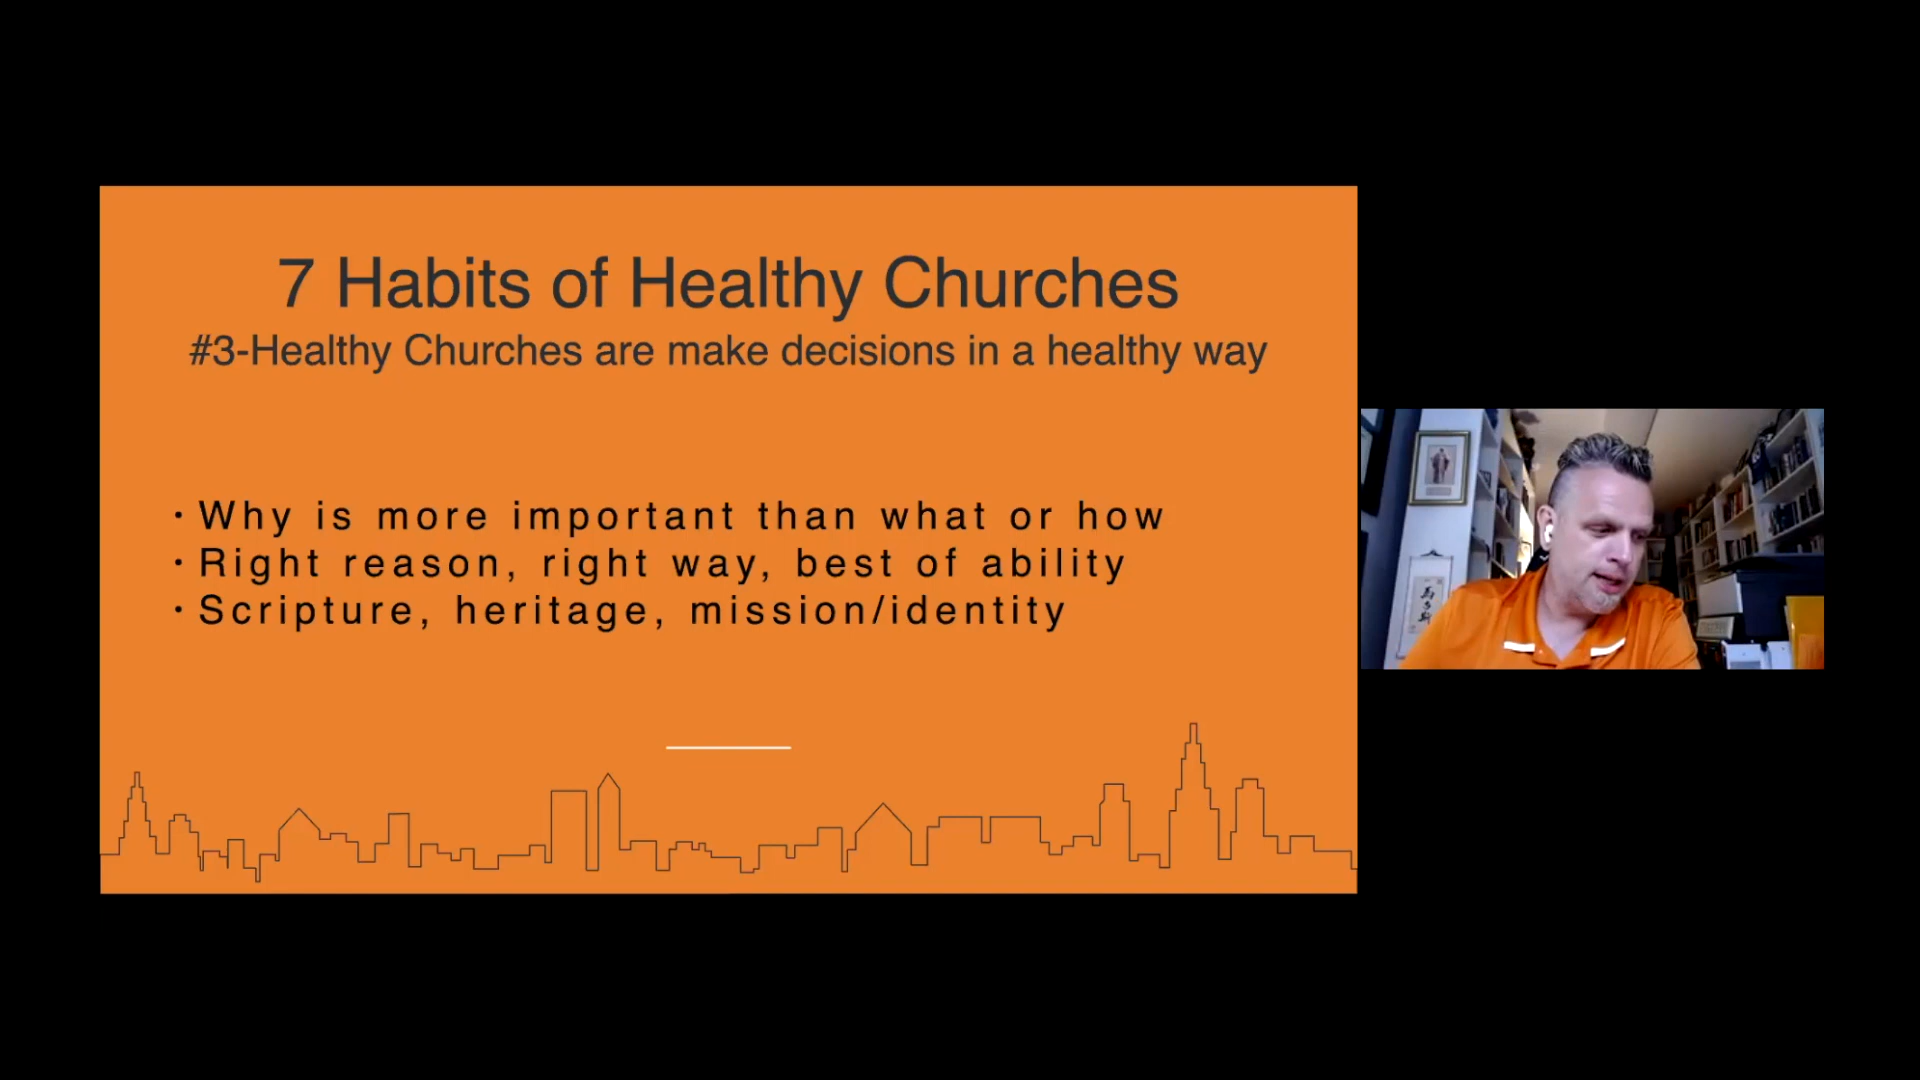 7 Habits of Healthy Churches
#3-Healthy Churches are make decisions in a healthy way
· Why is more important than what or how
· Right reason, right way, best of ability
· Scripture, heritage, mission/identity